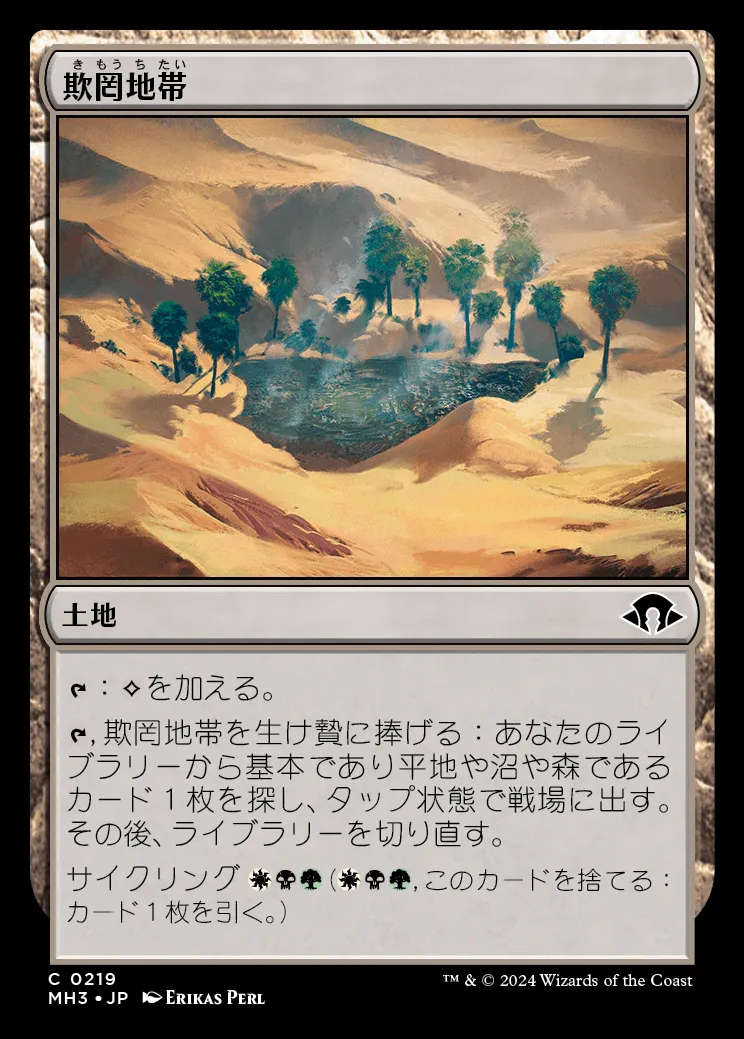 きもうちたい
欺罔地帯
土地
：を加える。
,欺罔地帯を生け贄に捧げる：あなたのライ
ブラリーから基本であり平地や沼や森である
カード１枚を探し、タップ状態で戦場に出す。
その後、ライブラリーを切り直す。
サイクリング（,このカードを捨てる：
カード１枚を引く。）
C 0219
MH3 • JP ERIKAS PERL
™ & © 2024 Wizards of the Coast